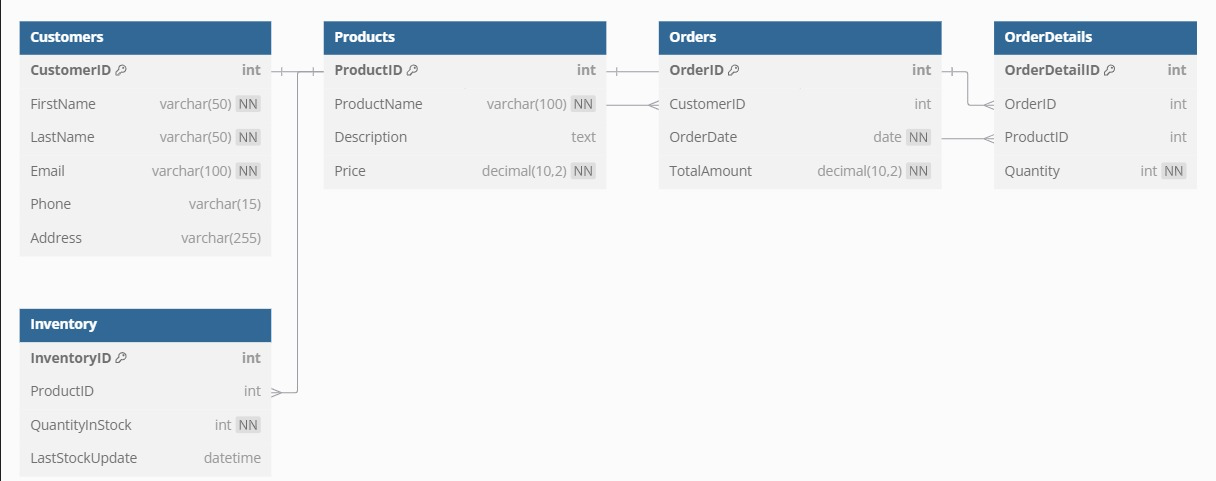 Customers
CustomerID int
FirstName varchar(50) NN
LastName varchar(50) NN
Email varchar(100) NN
Phone varchar(15)
Address varchar(255)
Products
ProductID int
ProductName varchar(100) NN
Description text
Price decimal(10,2) NN
Orders
OrderID int
CustomerID int
OrderDate date NN
TotalAmount decimal(10,2) NN
OrderDetails
OrderDetailID int
OrderID int
ProductID int
Quantity int NN
Inventory
InventoryID int
ProductID int
QuantityInStock int NN
LastStockUpdate datetime